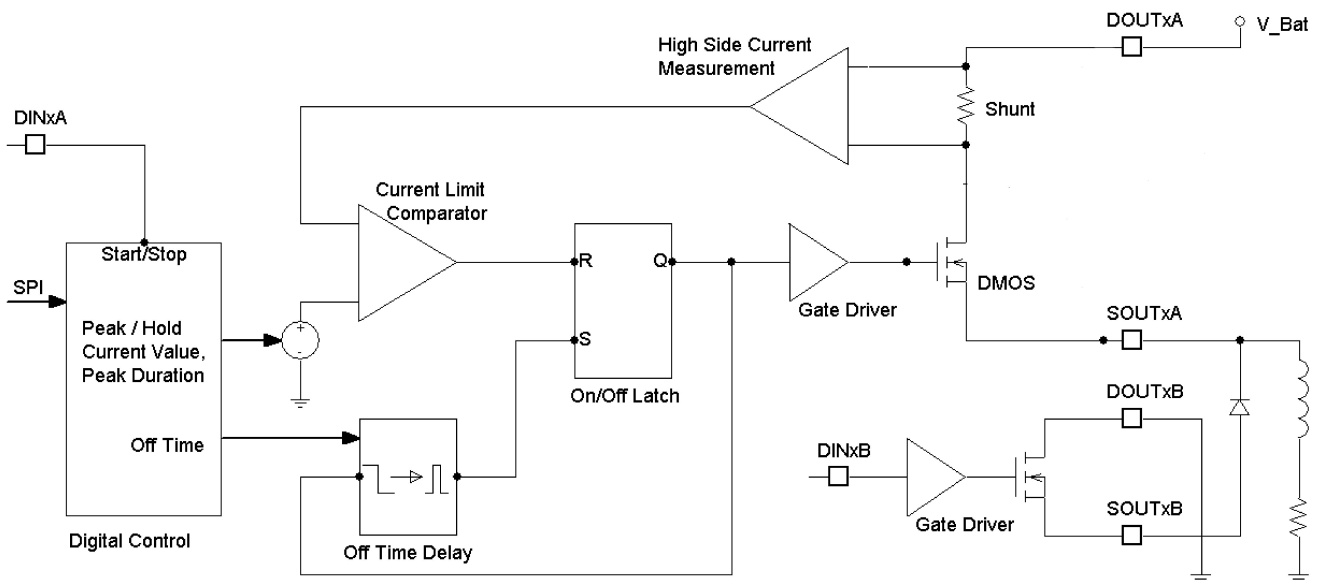 DOUTxA
V_Bat
High Side Current
Measurement
Shunt
DINxA
Current Limit
Comparator
Start/Stop
R
Q
DMOS
SPI
Gate Driver
SOUTxA
Peak / Hold
Current Value,
Peak Duration
+
-
S
On/Off Latch
DOUTxB
Off Time
DINxB
SOUTxB
Gate Driver
Digital Control
Off Time Delay